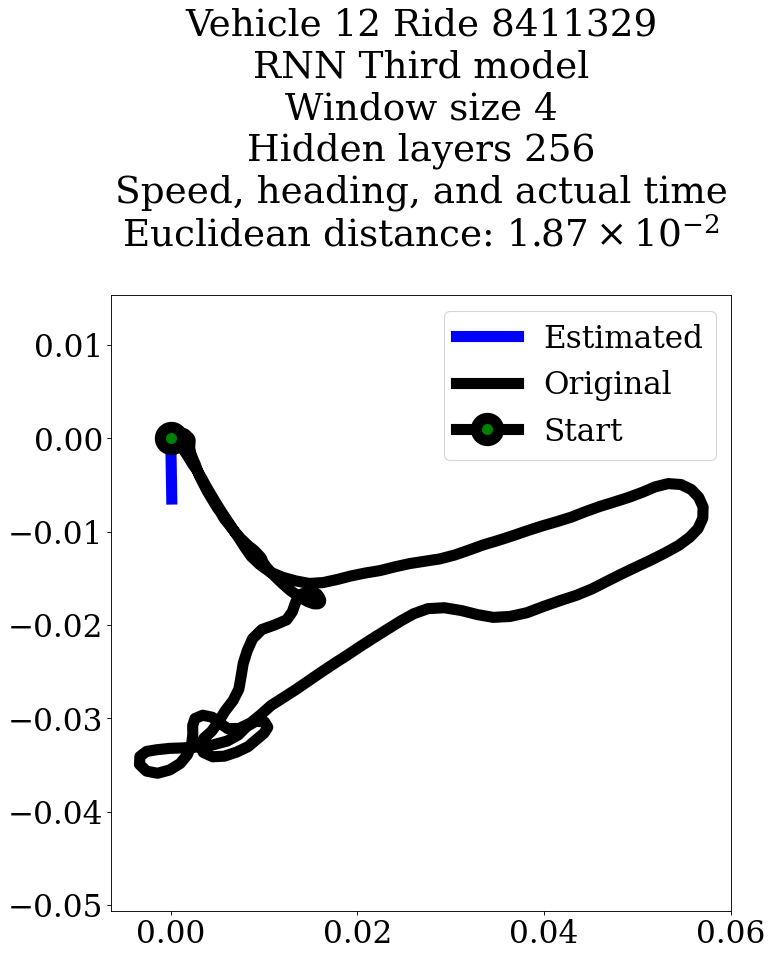 Vehicle 12 Ride 8411329
RNN Third model
Window size 4
Hidden layers 256
Speed, heading, and actual time
Euclidean distance: 1.87 × 10⁻²
Estimated
Original
Start
0.01
0.00
−0.01
−0.02
−0.03
−0.04
−0.05
0.00 0.02 0.04 0.06